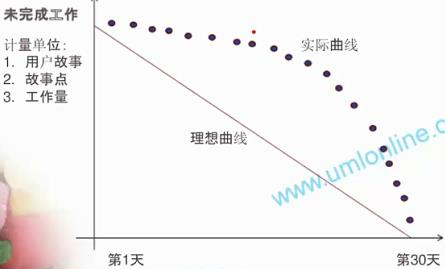 未完成工作
计量单位:
1. 用户故事
2. 故事点
3. 工作量
实际曲线
理想曲线
www.umlonline.c
第1天
第30天